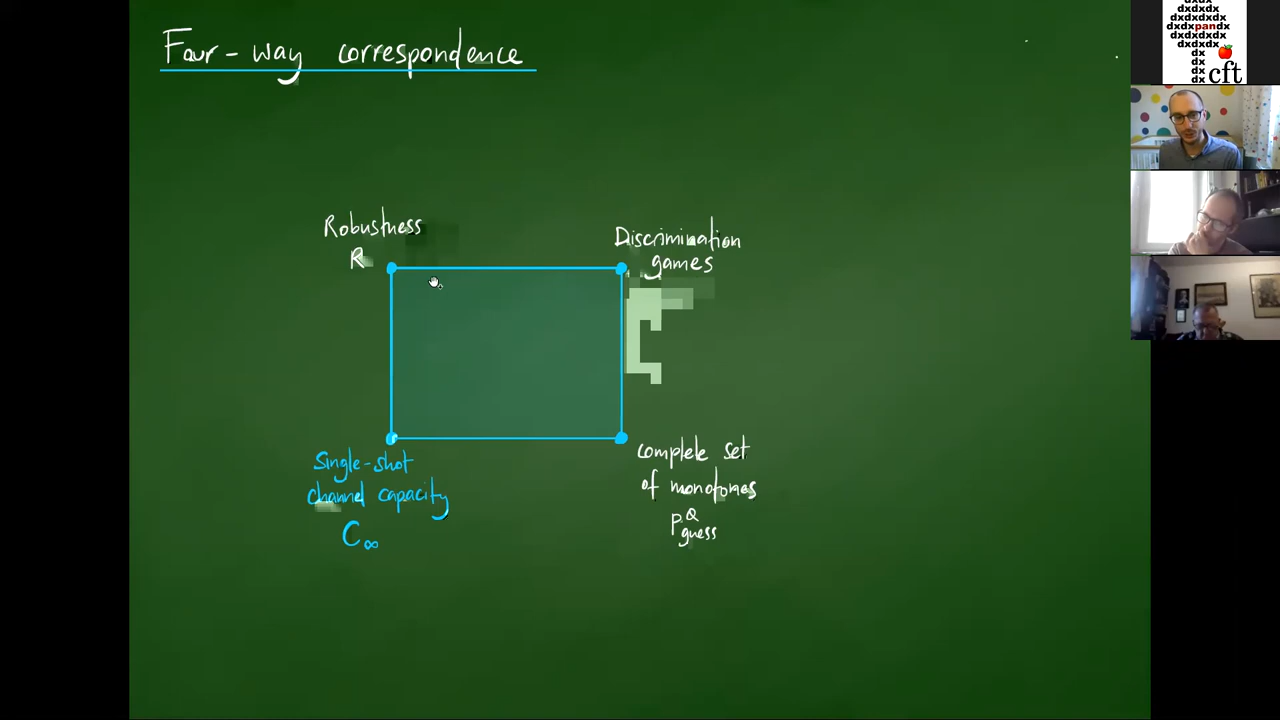 Four-way correspondence
dxdxdx
dxdxdxdx
dxdxpandx
dxdxdxdx
dxdxdx
dx
dx
dx
dx cft
Robustness
R
Discrimination
games
Single-shot
channel capacity
C∞
complete set
of monotones
P^Q_guess